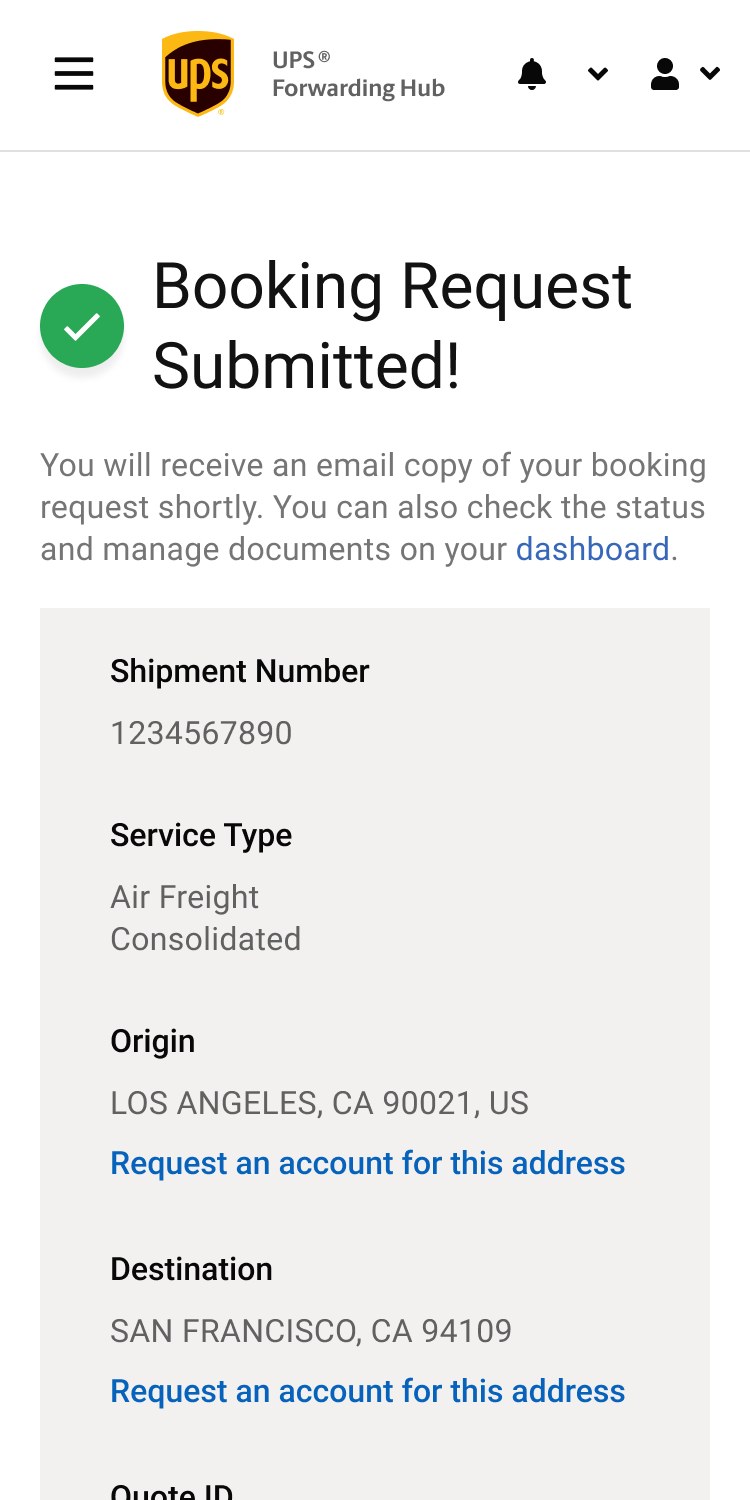 ups
UPS®
Forwarding Hub
Booking Request
Submitted!
You will receive an email copy of your booking
request shortly. You can also check the status
and manage documents on your dashboard.
Shipment Number
1234567890
Service Type
Air Freight
Consolidated
Origin
LOS ANGELES, CA 90021, US
Request an account for this address
Destination
SAN FRANCISCO, CA 94109
Request an account for this address
Quote ID